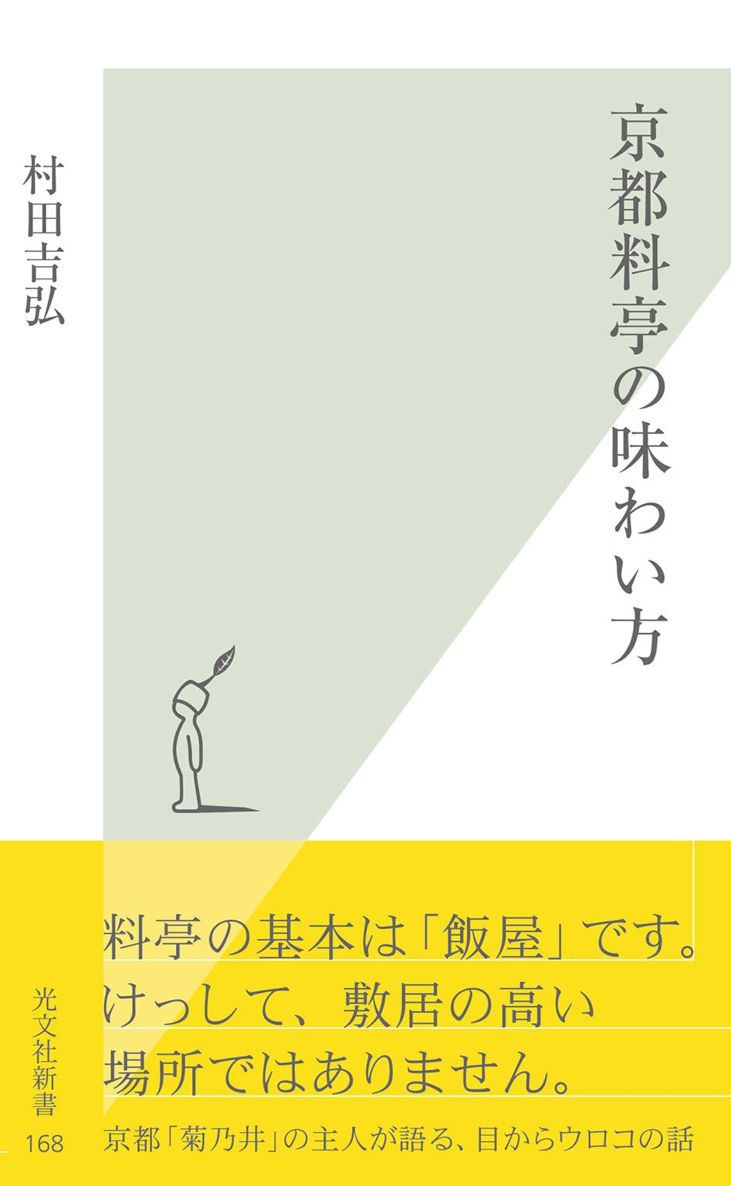 京都料亭の味わい方
村田吉弘
料亭の基本は「飯屋」です。
けっして、敷居の高い
場所ではありません。
京都「菊乃井」の主人が語る、目からウロコの話
光文社新書
168